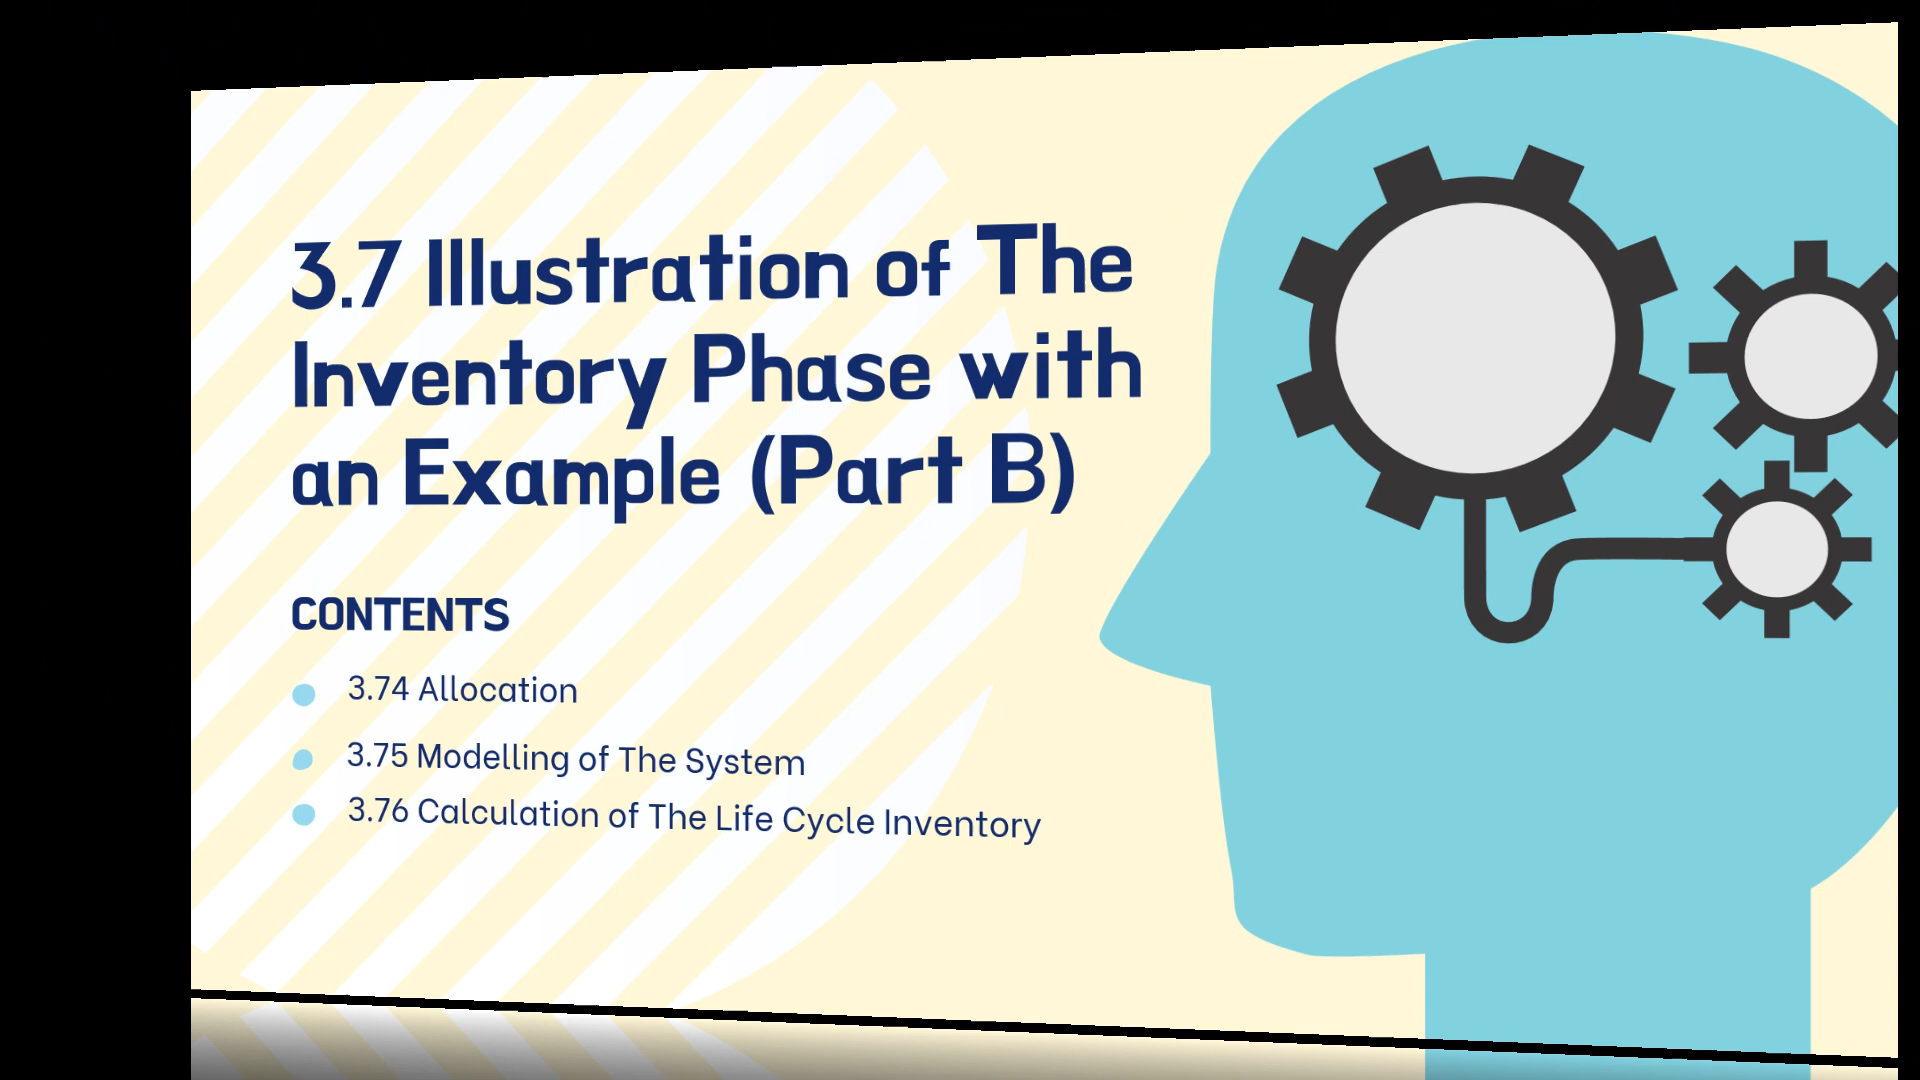 3.7 Illustration of The
Inventory Phase with
an Example (Part B)
CONTENTS
3.74 Allocation
3.75 Modelling of The System
3.76 Calculation of The Life Cycle Inventory